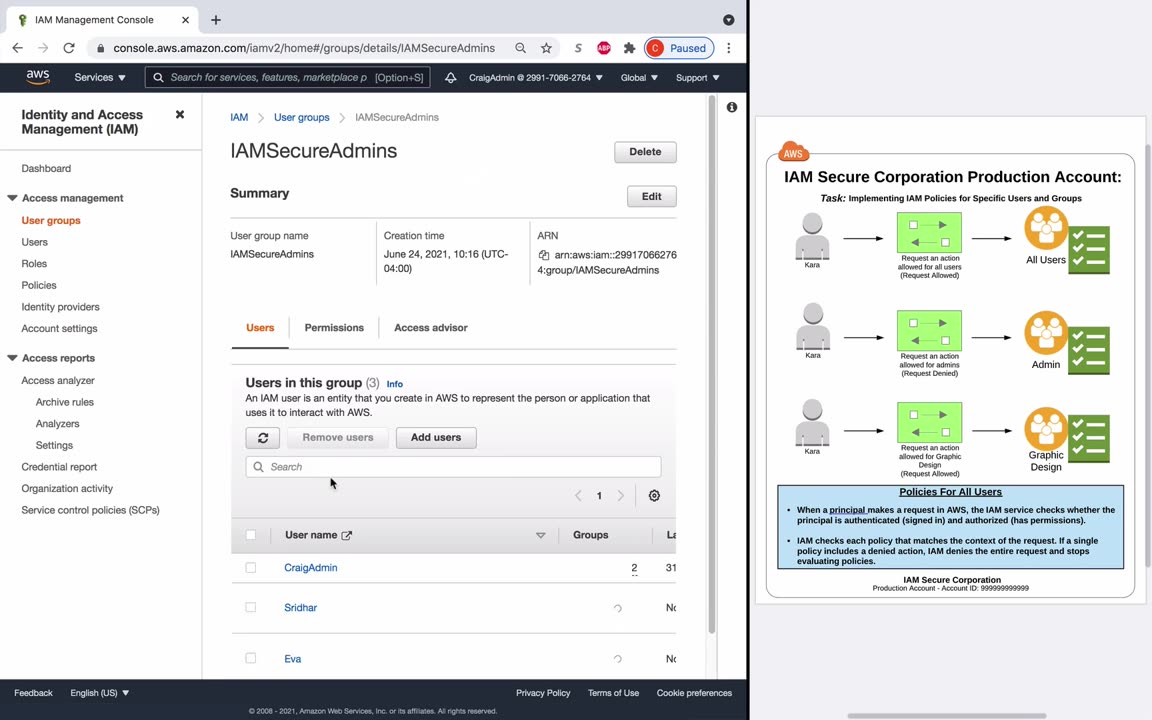 IAM Management Console
console.aws.amazon.com/iamv2/home#/groups/details/IAMSecureAdmins
S
ABP
C Paused
aws
Services
Search for services, features, marketplace p [Option+S]
CraigAdmin @ 2991-7066-2764
Global
Support
Identity and Access
Management (IAM)
Dashboard
Access management
User groups
Users
Roles
Policies
Identity providers
Account settings
Access reports
Access analyzer
Archive rules
Analyzers
Settings
Credential report
Organization activity
Service control policies (SCPs)
IAM
User groups
IAMSecureAdmins
IAMSecureAdmins
Delete
Summary
Edit
User group name
IAMSecureAdmins
Creation time
June 24, 2021, 10:16 (UTC-
04:00)
ARN
arn:aws:iam::29917066276
4:group/IAMSecureAdmins
Users
Permissions
Access advisor
Users in this group (3) Info
An IAM user is an entity that you create in AWS to represent the person or application that
uses it to interact with AWS.
Remove users
Add users
Search
1
User name
Groups
La
CraigAdmin
2
31
Sridhar
No
Eva
No
Feedback
English (US)
Privacy Policy
Terms of Use
Cookie preferences
© 2008 - 2021, Amazon Web Services, Inc. or its affiliates. All rights reserved.
AWS
IAM Secure Corporation Production Account:
Task: Implementing IAM Policies for Specific Users and Groups
Kara
Request an action
allowed for all users
(Request Allowed)
All Users
Kara
Request an action
allowed for admins
(Request Denied)
Admin
Kara
Request an action
allowed for Graphic
Design
(Request Allowed)
Graphic
Design
Policies For All Users
• When a principal makes a request in AWS, the IAM service checks whether the
principal is authenticated (signed in) and authorized (has permissions).
• IAM checks each policy that matches the context of the request. If a single
policy includes a denied action, IAM denies the entire request and stops
evaluating policies.
IAM Secure Corporation
Production Account - Account ID: 999999999999